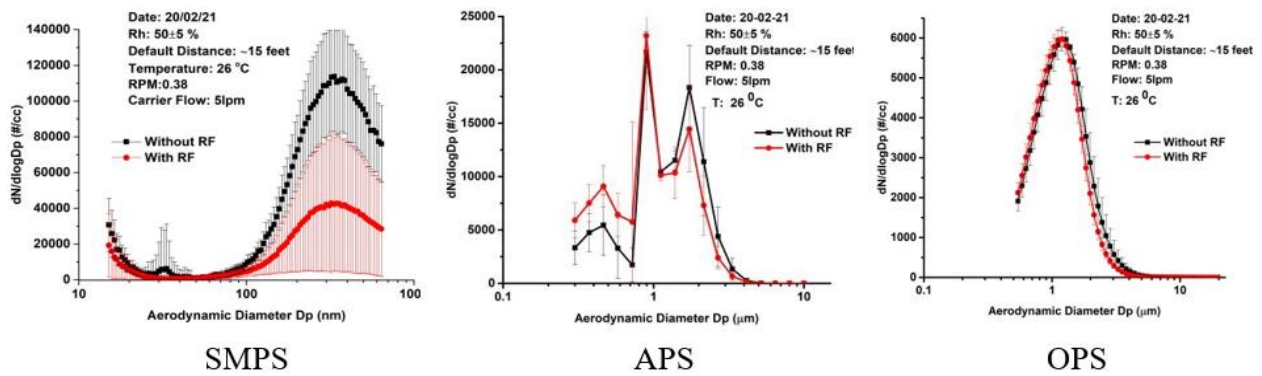 Date: 20/02/21
Rh: 50±5 %
Default Distance: ~15 feet
Temperature: 26 °C
RPM:0.38
Carrier Flow: 5lpm
Without RF
With RF
dN/dlogDp (#/cc)
140000
120000
100000
80000
60000
40000
20000
0
10
100
100
Aerodynamic Diameter Dp (nm)
SMPS
Date: 20-02-21
Rh: 50±5 %
Default Distance: ~15 feet
RPM: 0.38
Flow: 5lpm
T: 26 ⁰C
Without RF
With RF
dN/dlogDp (#/cc)
25000
20000
15000
10000
5000
0
0.1
1
10
Aerodynamic Diameter Dp (μm)
APS
Date: 20-02-21
Rh: 50±5 %
Default Distance: ~15 feet
RPM: 0.38
Flow: 5lpm
T: 26 ⁰C
Without RF
With RF
dN/dlogDp (#/cc)
6000
5000
4000
3000
2000
1000
0
0.1
1
10
Aerodynamic Diameter Dp (μm)
OPS